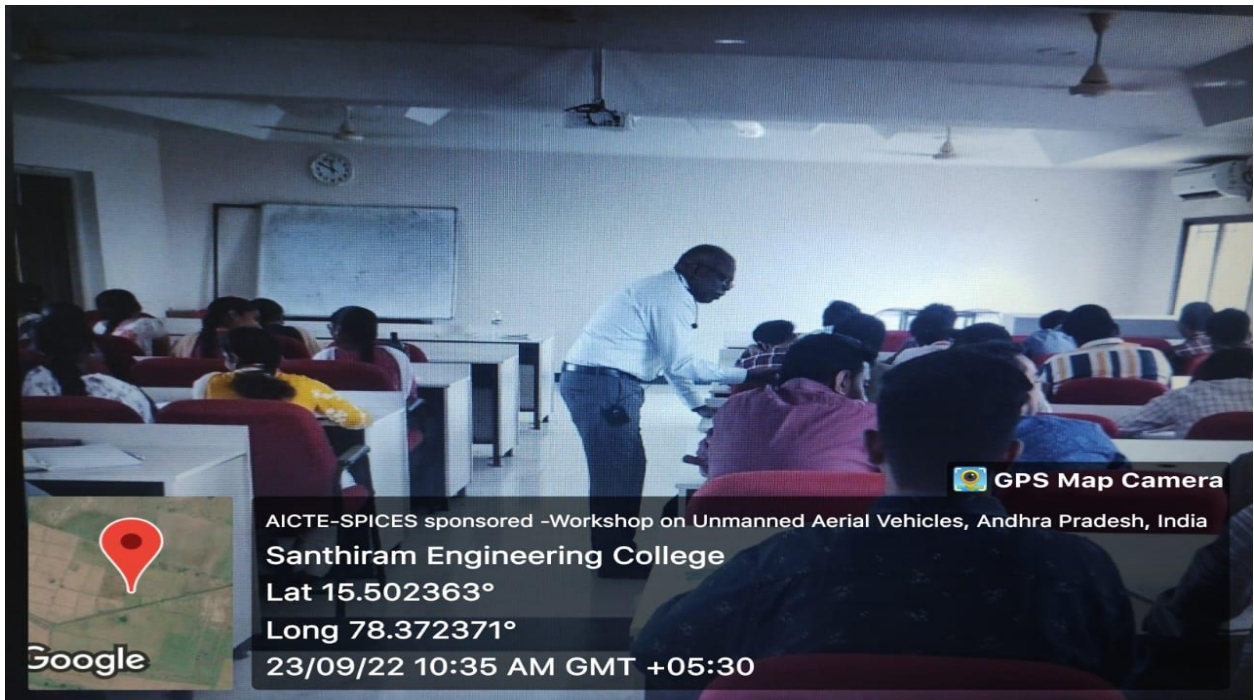 GPS Map Camera
AICTE-SPICES sponsored -Workshop on Unmanned Aerial Vehicles, Andhra Pradesh, India
Santhiram Engineering College
Lat 15.502363°
Long 78.372371°
23/09/22 10:35 AM GMT +05:30
Google